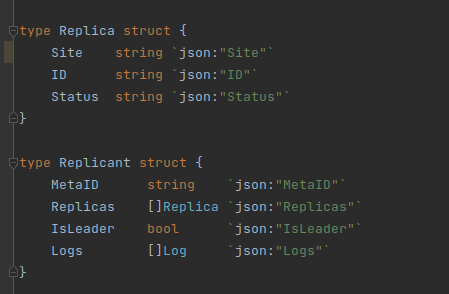 type Replica struct {
    Site    string `json:"Site"`
    ID      string `json:"ID"`
    Status  string `json:"Status"`
}
type Replicant struct {
    MetaID      string    `json:"MetaID"`
    Replicas    []Replica `json:"Replicas"`
    IsLeader    bool      `json:"IsLeader"`
    Logs        []Log     `json:"Logs"`
}